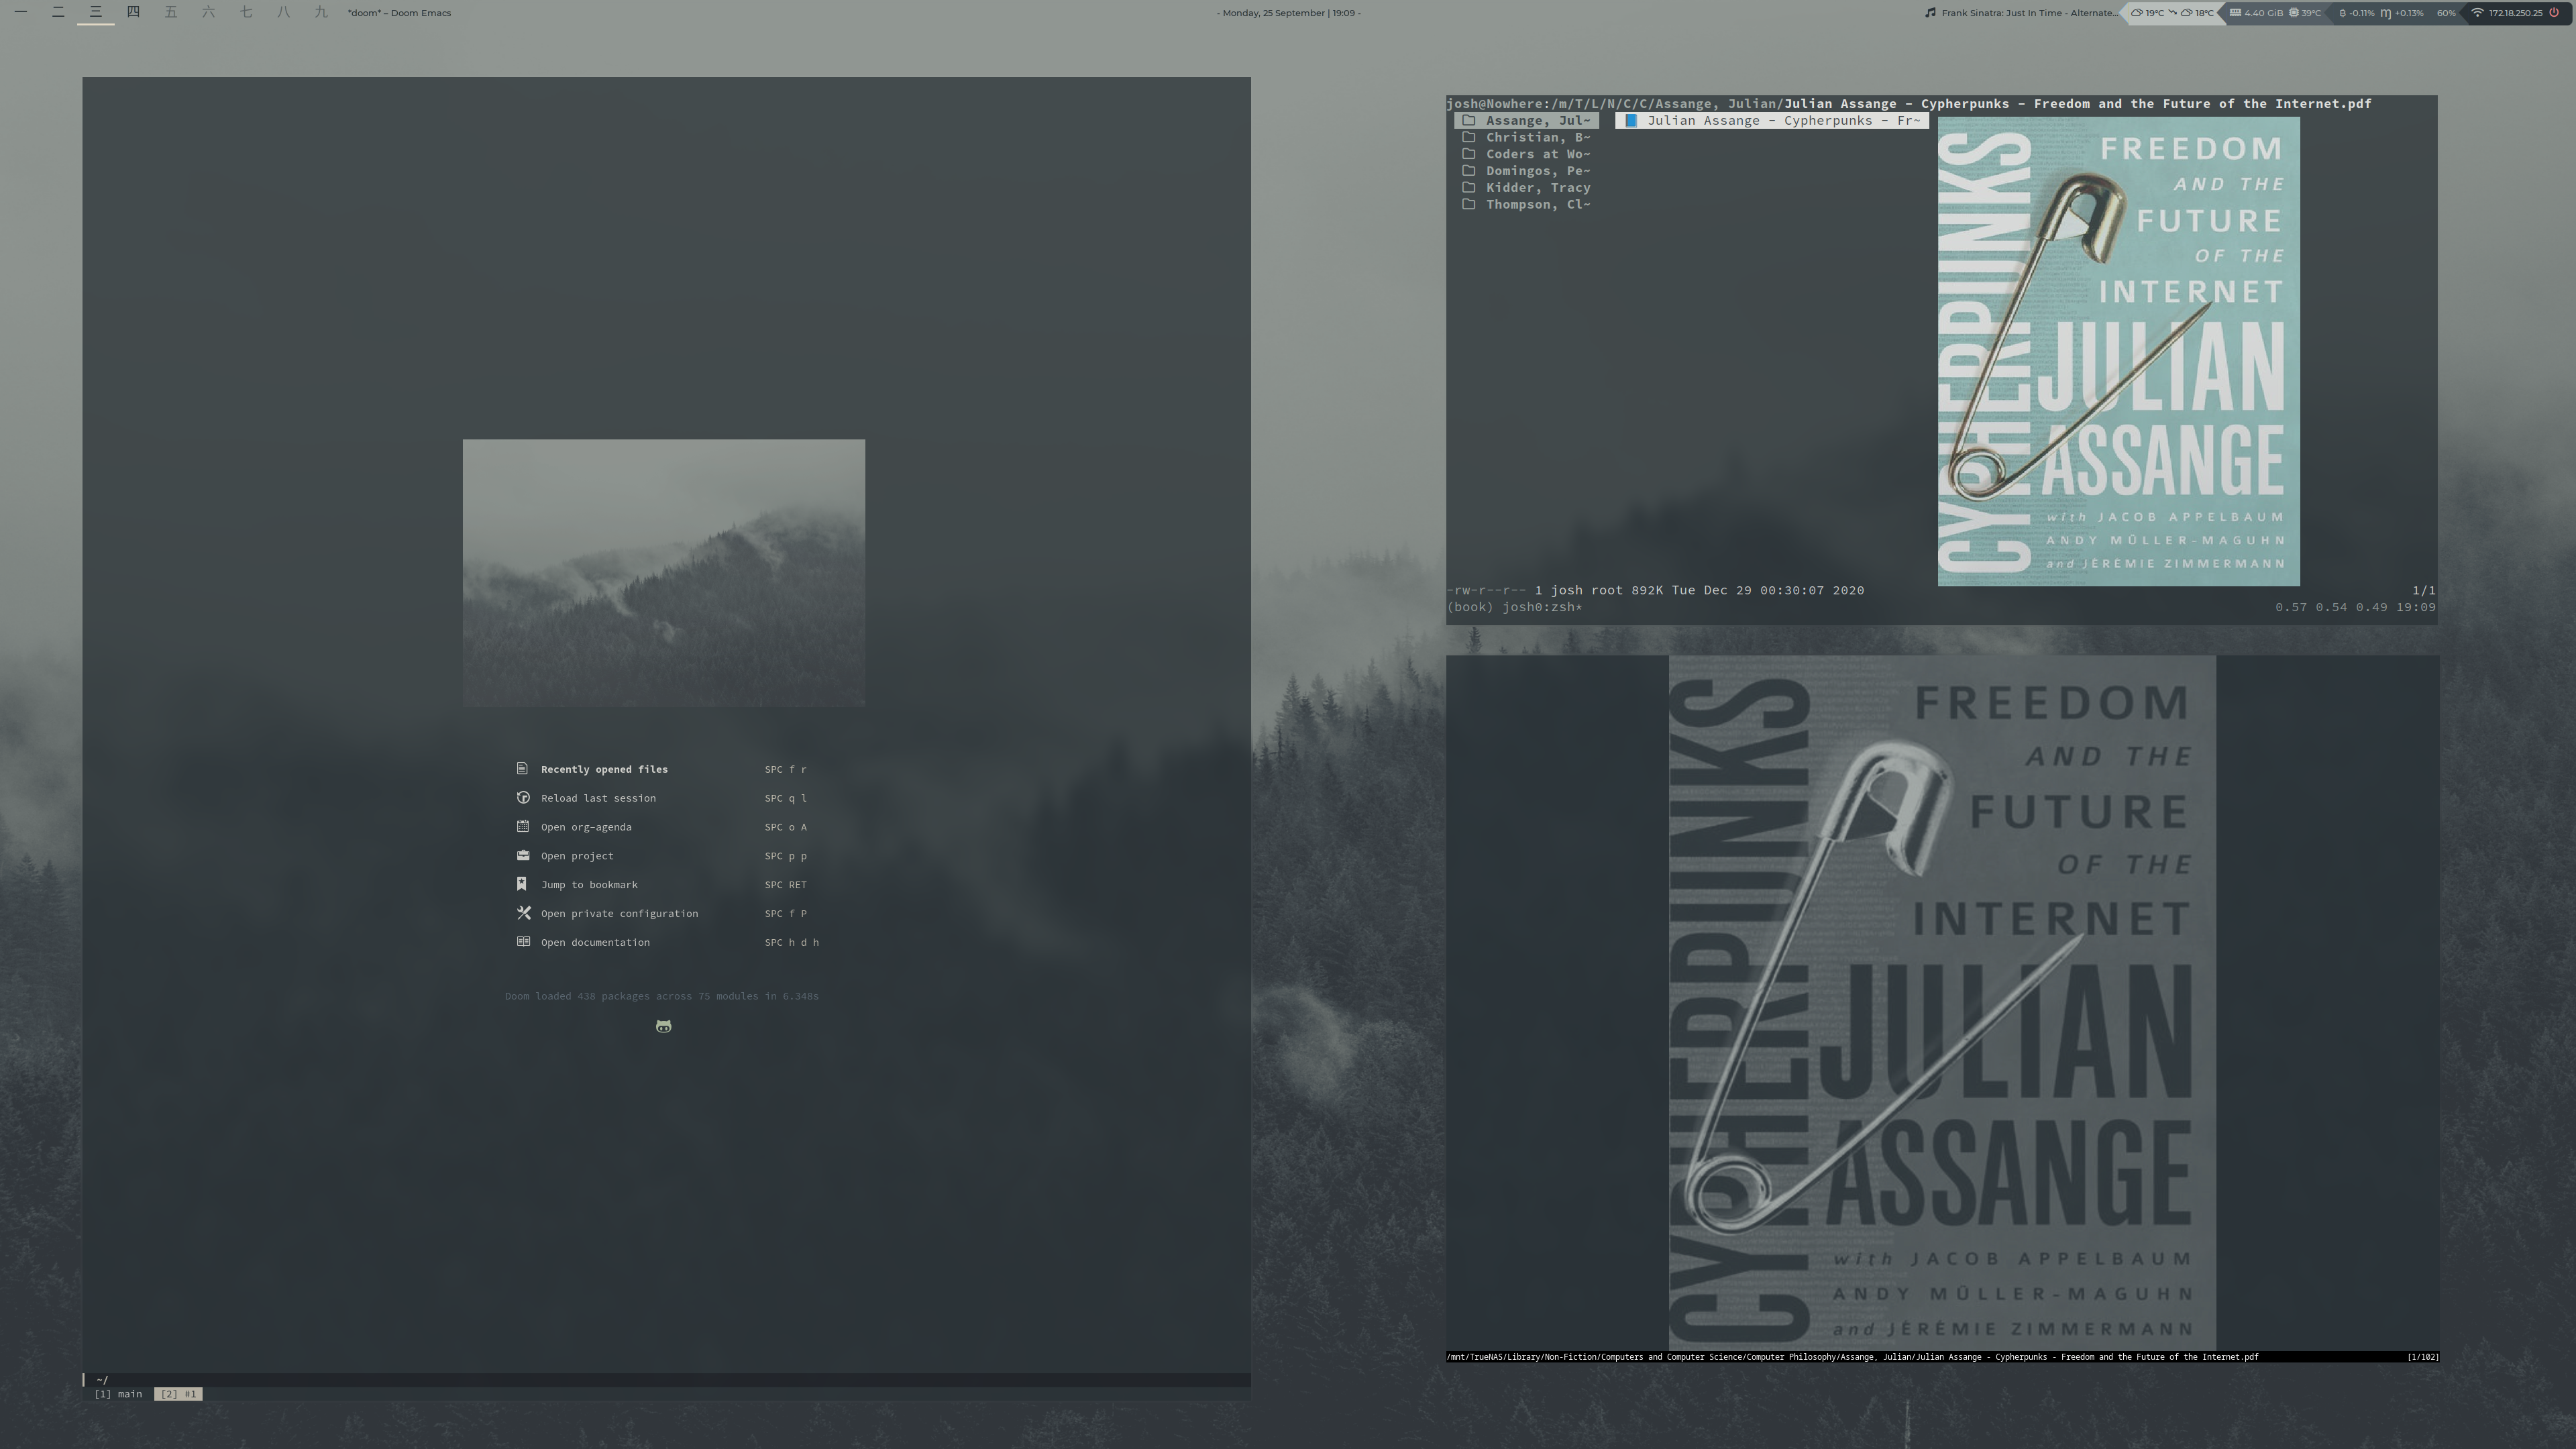 一 二 三 四 五 六 七 八 九 *doom* – Doom Emacs
- Monday, 25 September | 19:09 -
Frank Sinatra: Just In Time - Alternate... 19°C 18°C 4.40 GiB 39°C -0.11% +0.13% 60% 172.18.250.25
Recently opened files SPC f r
Reload last session SPC q l
Open org-agenda SPC o A
Open project SPC p p
Jump to bookmark SPC RET
Open private configuration SPC f P
Open documentation SPC h d h
Doom loaded 438 packages across 75 modules in 6.348s
~/
[1] main [2] #1
josh@Nowhere:/m/T/L/N/C/C/Assange, Julian/Julian Assange - Cypherpunks - Freedom and the Future of the Internet.pdf
Assange, Jul~ Julian Assange - Cypherpunks - Fr~
Christian, B~
Coders at Wo~
Domingos, Pe~
Kidder, Tracy
Thompson, Cl~
CYPHERPUNKS
FREEDOM
AND THE
FUTURE
OF THE
INTERNET
JULIAN
ASSANGE
with JACOB APPELBAUM
ANDY MÜLLER-MAGUHN
and JÉRÉMIE ZIMMERMANN
-rw-r--r-- 1 josh root 892K Tue Dec 29 00:30:07 2020 1/1
(book) josh0:zsh* 0.57 0.54 0.49 19:09
CYPHERPUNKS
FREEDOM
AND THE
FUTURE
OF THE
INTERNET
JULIAN
ASSANGE
with JACOB APPELBAUM
ANDY MÜLLER-MAGUHN
and JÉRÉMIE ZIMMERMANN
/mnt/TrueNAS/Library/Non-Fiction/Computers and Computer Science/Computer Philosophy/Assange, Julian/Julian Assange - Cypherpunks - Freedom and the Future of the Internet.pdf [1/102]